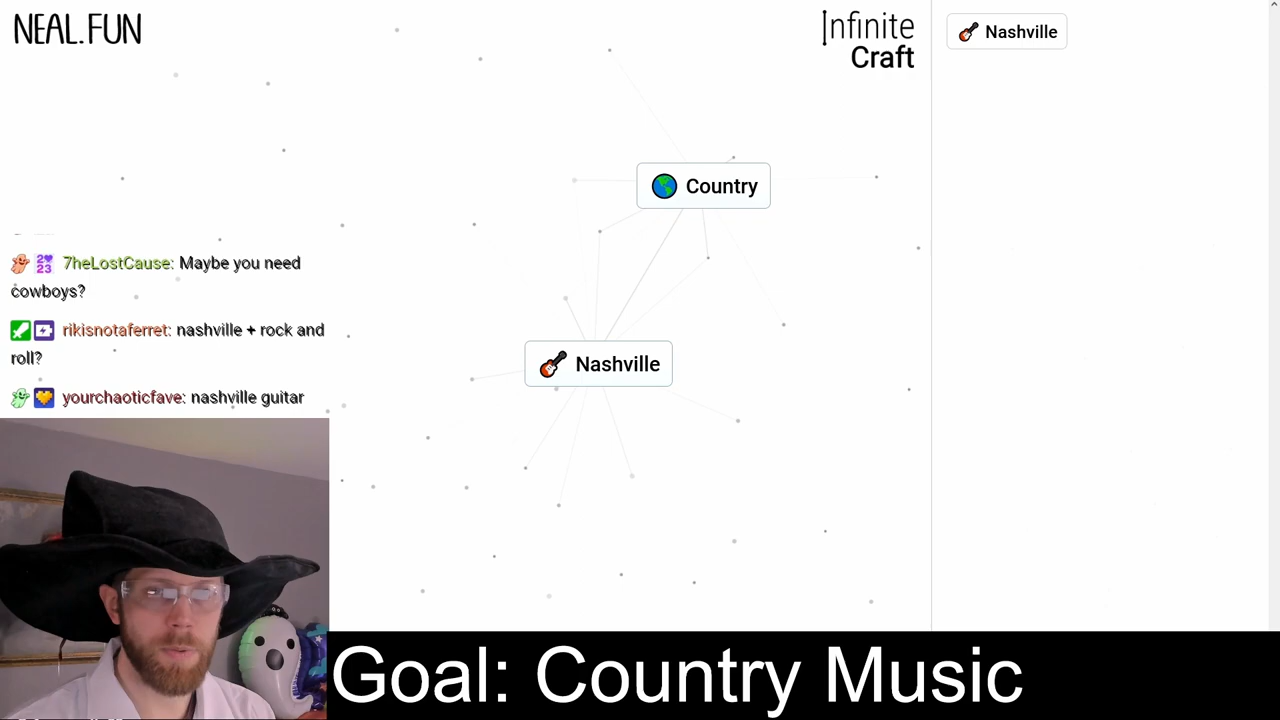 NEAL.FUN
Infinite
Craft
Nashville
Country
Nashville
7heLostCause: Maybe you need
cowboys?
rikisnotaferret: nashville + rock and
roll?
yourchaoticfave: nashville guitar
Goal: Country Music